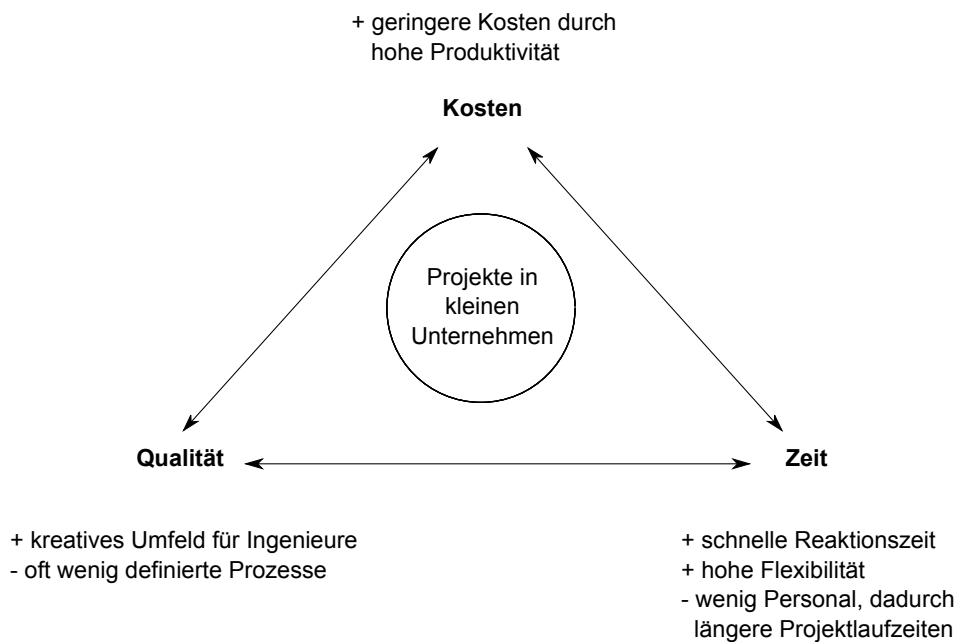 + geringere Kosten durch
hohe Produktivität
Kosten
Projekte in
kleinen
Unternehmen
Qualität
Zeit
+ kreatives Umfeld für Ingenieure
- oft wenig definierte Prozesse
+ schnelle Reaktionszeit
+ hohe Flexibilität
- wenig Personal, dadurch
längere Projektlaufzeiten